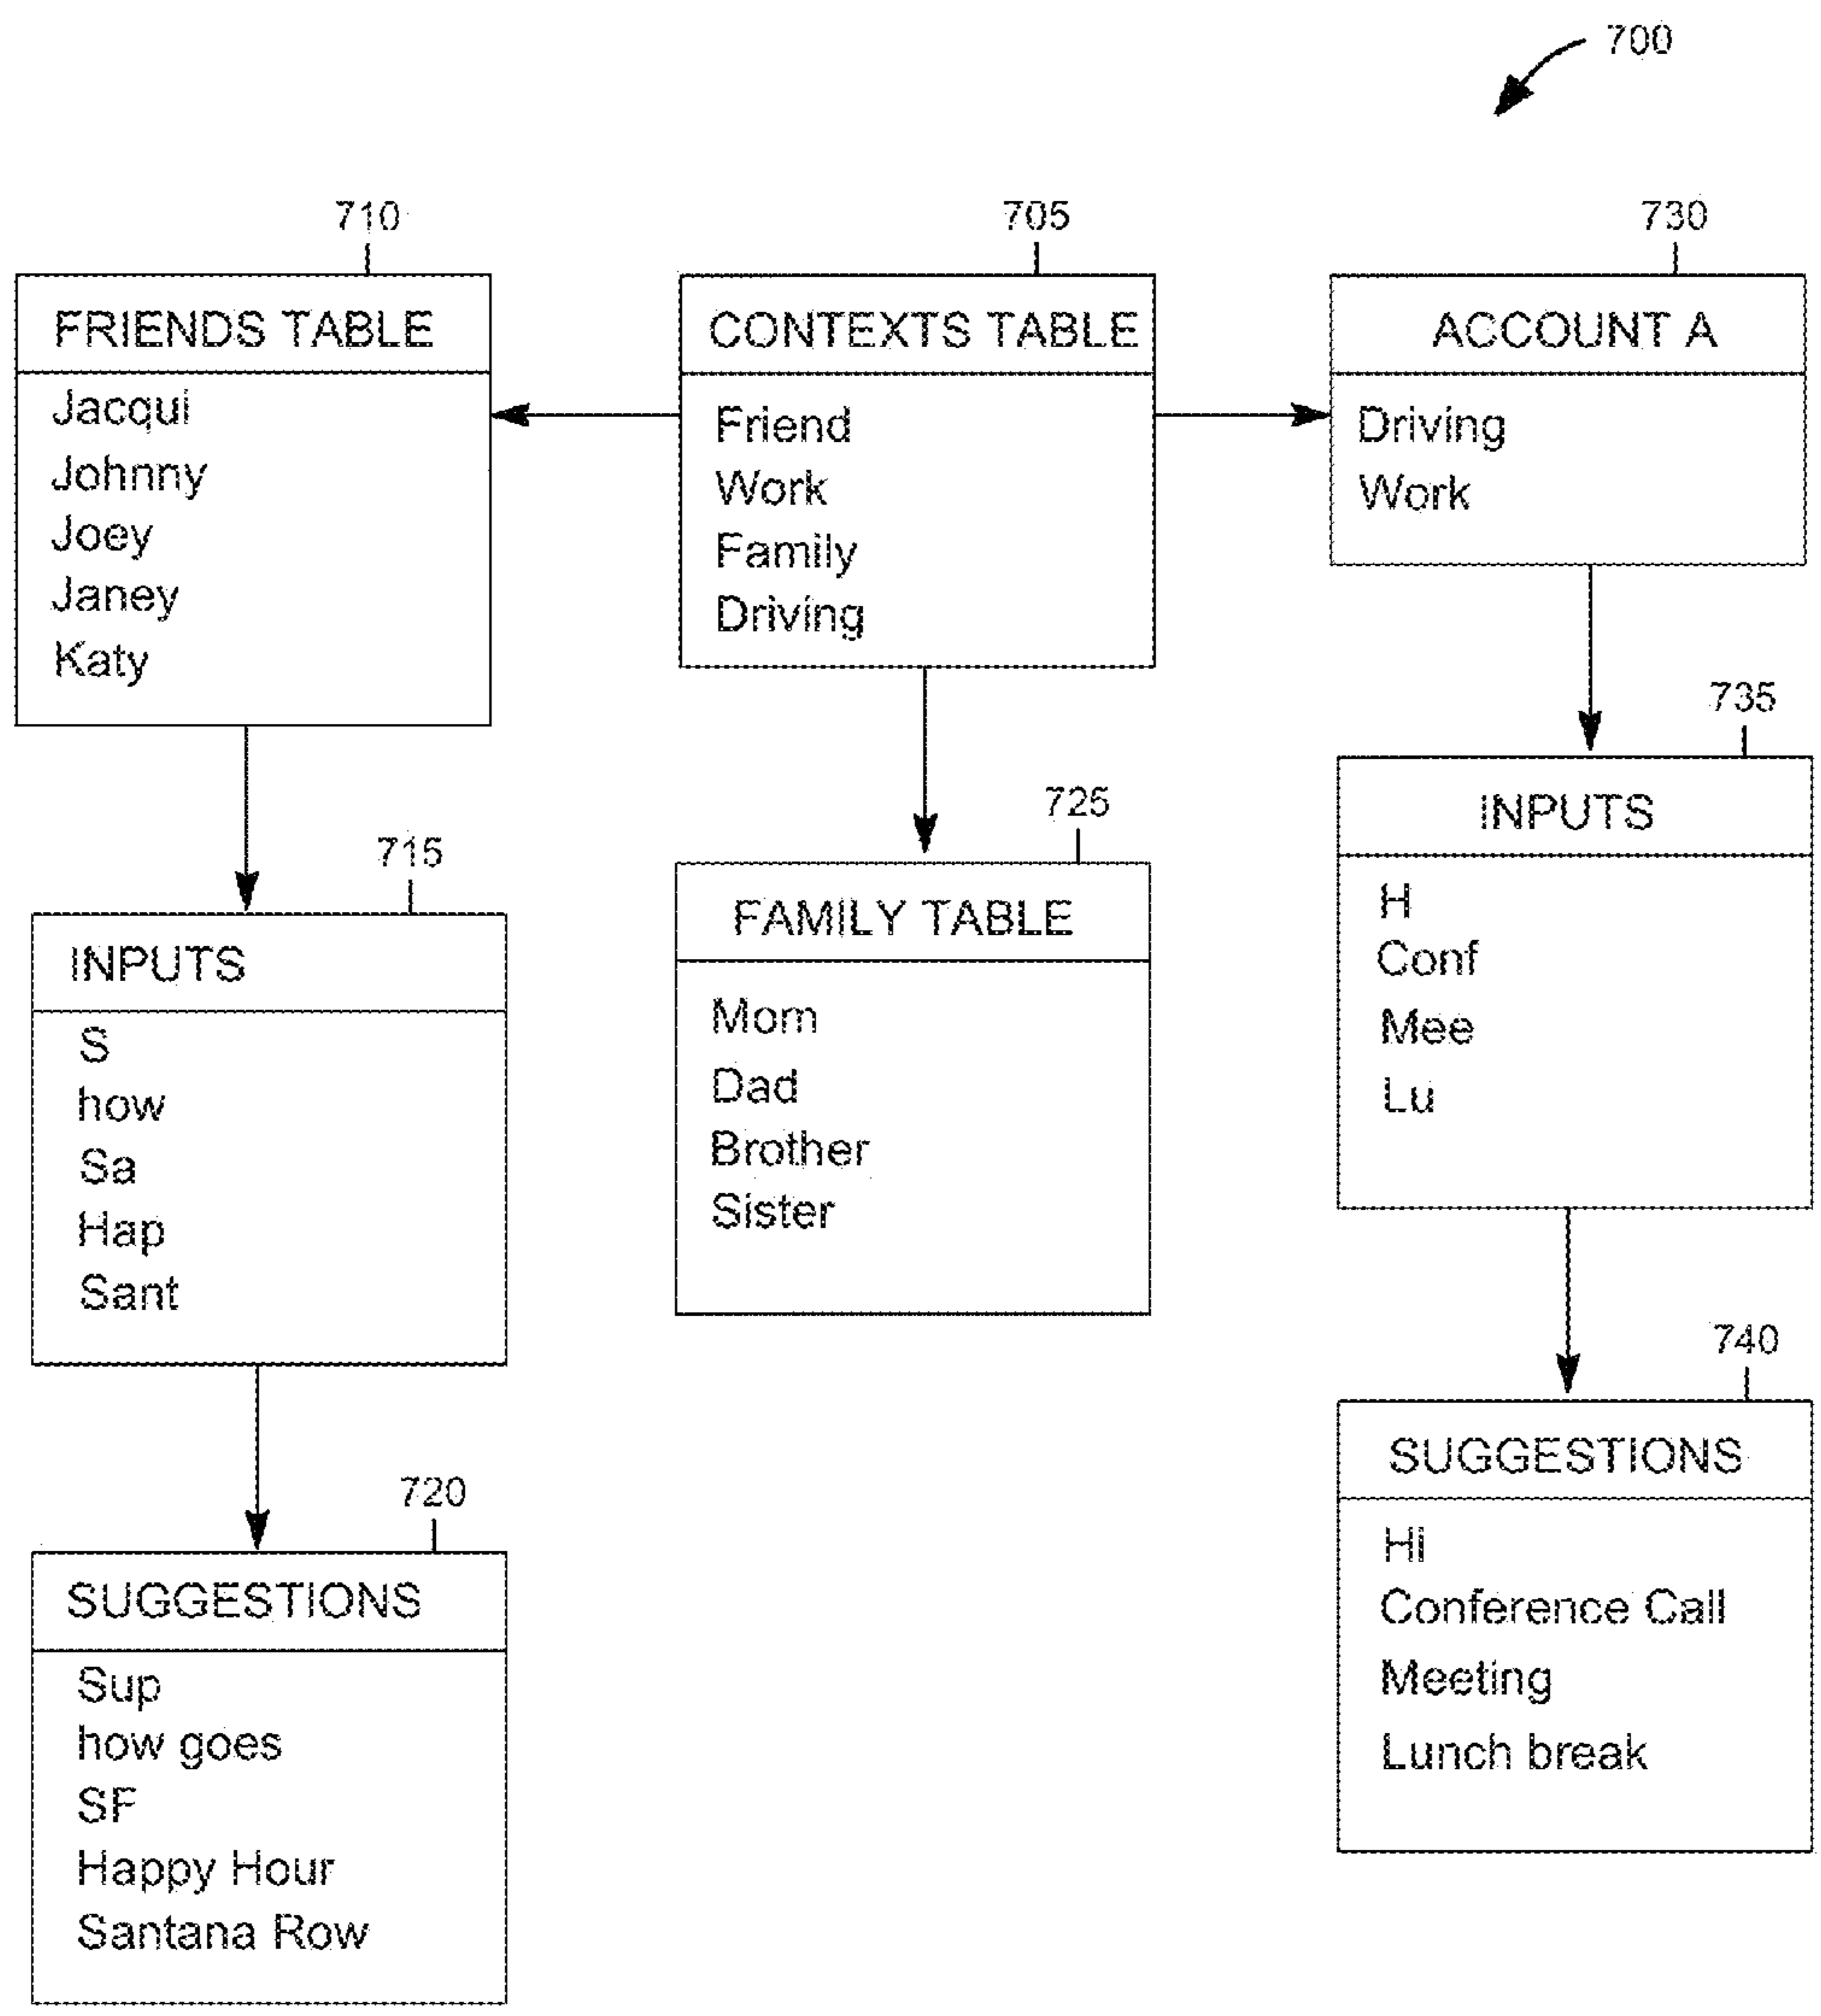 700
710
FRIENDS TABLE
Jacqui
Johnny
Joey
Janey
Katy
715
INPUTS
S
how
Sa
Hap
Sant
720
SUGGESTIONS
Sup
how goes
SF
Happy Hour
Santana Row
705
CONTEXTS TABLE
Friend
Work
Family
Driving
725
FAMILY TABLE
Mom
Dad
Brother
Sister
730
ACCOUNT A
Driving
Work
735
INPUTS
H
Conf
Mee
Lu
740
SUGGESTIONS
Hi
Conference Call
Meeting
Lunch break